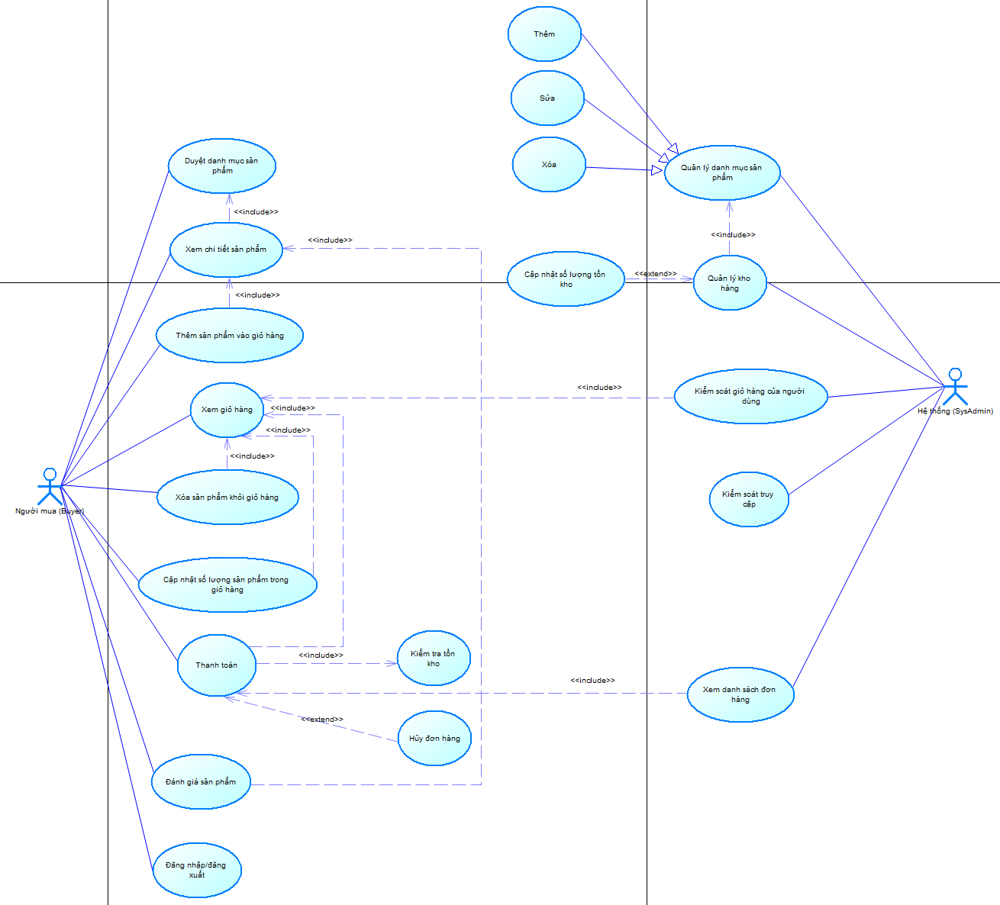 Thêm
Sửa
Xóa
Duyệt danh mục sản
phẩm
Quản lý danh mục sản
phẩm
<<include>>
<<include>>
<<include>>
Xem chi tiết sản phẩm
Cập nhật số lượng tồn
kho
<<extend>>
Quản lý kho
hàng
<<include>>
Thêm sản phẩm vào giỏ hàng
<<include>>
Kiểm soát giỏ hàng của người
dùng
Xem giỏ hàng
<<include>>
Hệ thống (SysAdmin)
<<include>>
<<include>>
Xóa sản phẩm khỏi giỏ hàng
Kiểm soát truy
cập
Người mua (Buyer)
Cập nhật số lượng sản phẩm trong
giỏ hàng
Thanh toán
<<include>>
Kiểm tra tồn
kho
<<include>>
Xem danh sách đơn
hàng
<<extend>>
Hủy đơn hàng
Đánh giá sản phẩm
Đăng nhập/đăng
xuất